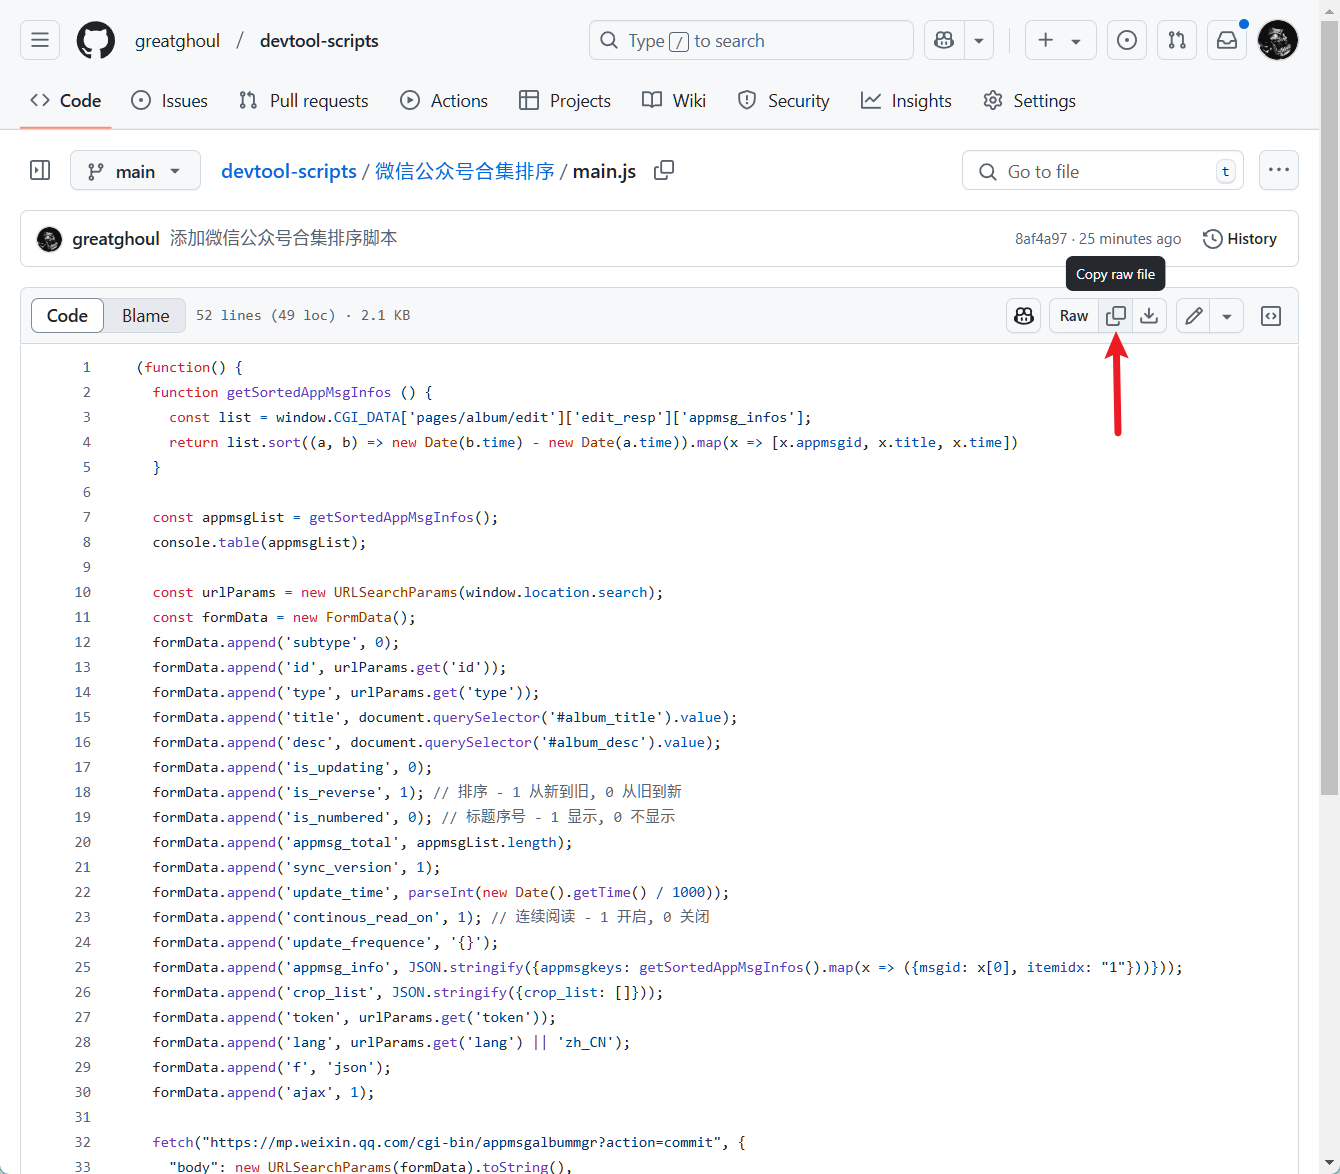 greatghoul / devtool-scripts
Type / to search
Code Issues Pull requests Actions Projects Wiki Security Insights Settings
main devtool-scripts / 微信公众号合集排序 / main.js
Go to file t
greatghoul 添加微信公众号合集排序脚本 8af4a97 · 25 minutes ago History
Copy raw file
Code Blame 52 lines (49 loc) · 2.1 KB Raw
1 (function() {
2 function getSortedAppMsgInfos () {
3 const list = window.CGI_DATA['pages/album/edit']['edit_resp']['appmsg_infos'];
4 return list.sort((a, b) => new Date(b.time) - new Date(a.time)).map(x => [x.appmsgid, x.title, x.time])
5 }
6
7 const appmsgList = getSortedAppMsgInfos();
8 console.table(appmsgList);
9
10 const urlParams = new URLSearchParams(window.location.search);
11 const formData = new FormData();
12 formData.append('subtype', 0);
13 formData.append('id', urlParams.get('id'));
14 formData.append('type', urlParams.get('type'));
15 formData.append('title', document.querySelector('#album_title').value);
16 formData.append('desc', document.querySelector('#album_desc').value);
17 formData.append('is_updating', 0);
18 formData.append('is_reverse', 1); // 排序 - 1 从新到旧, 0 从旧到新
19 formData.append('is_numbered', 0); // 标题序号 - 1 显示, 0 不显示
20 formData.append('appmsg_total', appmsgList.length);
21 formData.append('sync_version', 1);
22 formData.append('update_time', parseInt(new Date().getTime() / 1000));
23 formData.append('continous_read_on', 1); // 连续阅读 - 1 开启, 0 关闭
24 formData.append('update_frequence', '{}');
25 formData.append('appmsg_info', JSON.stringify({appmsgkeys: getSortedAppMsgInfos().map(x => ({msgid: x[0], itemidx: "1"}))}));
26 formData.append('crop_list', JSON.stringify({crop_list: []}));
27 formData.append('token', urlParams.get('token'));
28 formData.append('lang', urlParams.get('lang') || 'zh_CN');
29 formData.append('f', 'json');
30 formData.append('ajax', 1);
31
32 fetch("https://mp.weixin.qq.com/cgi-bin/appmsgalbummgr?action=commit", {
33 "body": new URLSearchParams(formData).toString(),